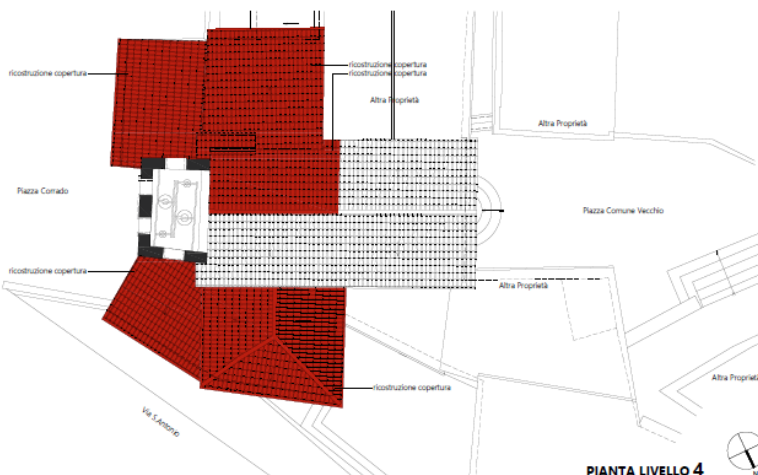 ricostruzione copertura
ricostruzione copertura
ricostruzione copertura
Altra Proprietà
Altra Proprietà
Piazza Corrado
Piazza Comune Vecchio
ricostruzione copertura
Altra Proprietà
Altra Proprietà
ricostruzione copertura
Via S.Antonio
PIANTA LIVELLO 4
N